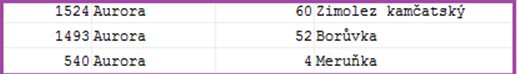 1524 Aurora 60 Zimolez kamčatský
1493 Aurora 52 Borůvka
540 Aurora 4 Meruňka